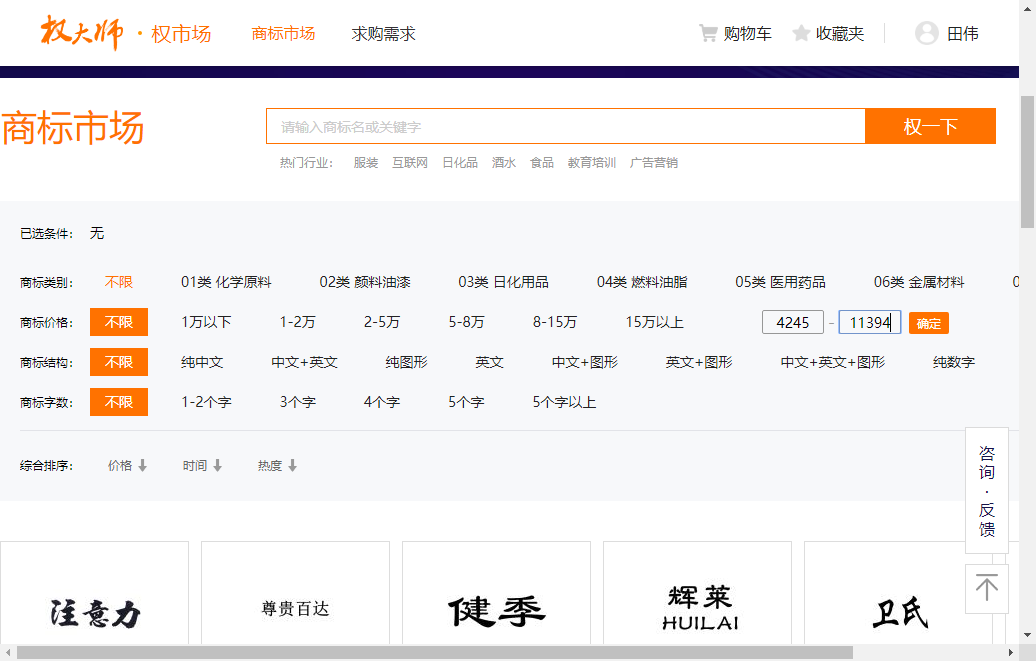 权大师 · 权市场 商标市场 求购需求 购物车 收藏夹 田伟
商标市场 请输入商标名或关键字 权一下
热门行业： 服装 互联网 日化品 酒水 食品 教育培训 广告营销
已选条件： 无
商标类别： 不限 01类 化学原料 02类 颜料油漆 03类 日化用品 04类 燃料油脂 05类 医用药品 06类 金属材料 0
商标价格： 不限 1万以下 1-2万 2-5万 5-8万 8-15万 15万以上 4245 - 11394 确定
商标结构： 不限 纯中文 中文+英文 纯图形 英文 中文+图形 英文+图形 中文+英文+图形 纯数字
商标字数： 不限 1-2个字 3个字 4个字 5个字 5个字以上
综合排序： 价格 时间 热度
咨
询
·
反
馈
注意力 尊贵百达 健季 辉莱 卫氏
HUILAI